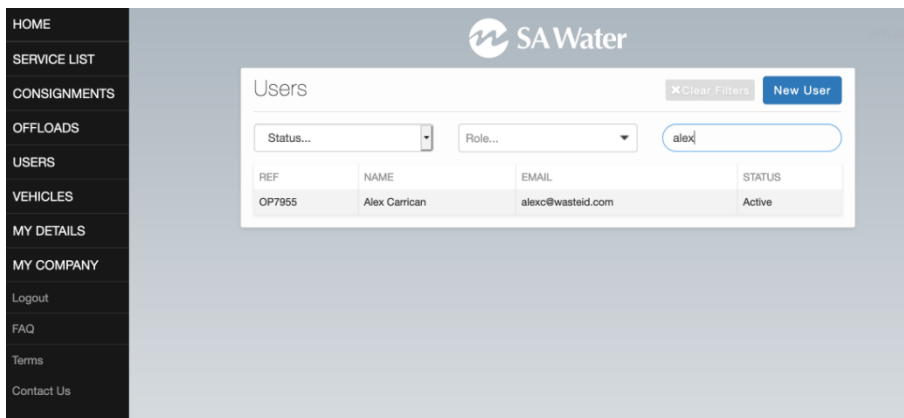 HOME
SERVICE LIST
CONSIGNMENTS
OFFLOADS
USERS
VEHICLES
MY DETAILS
MY COMPANY
Logout
FAQ
Terms
Contact Us
SA Water
Users
Clear Filters
New User
Status...
Role...
alex
REF NAME EMAIL STATUS
OP7955 Alex Carrican alexc@wasteid.com Active